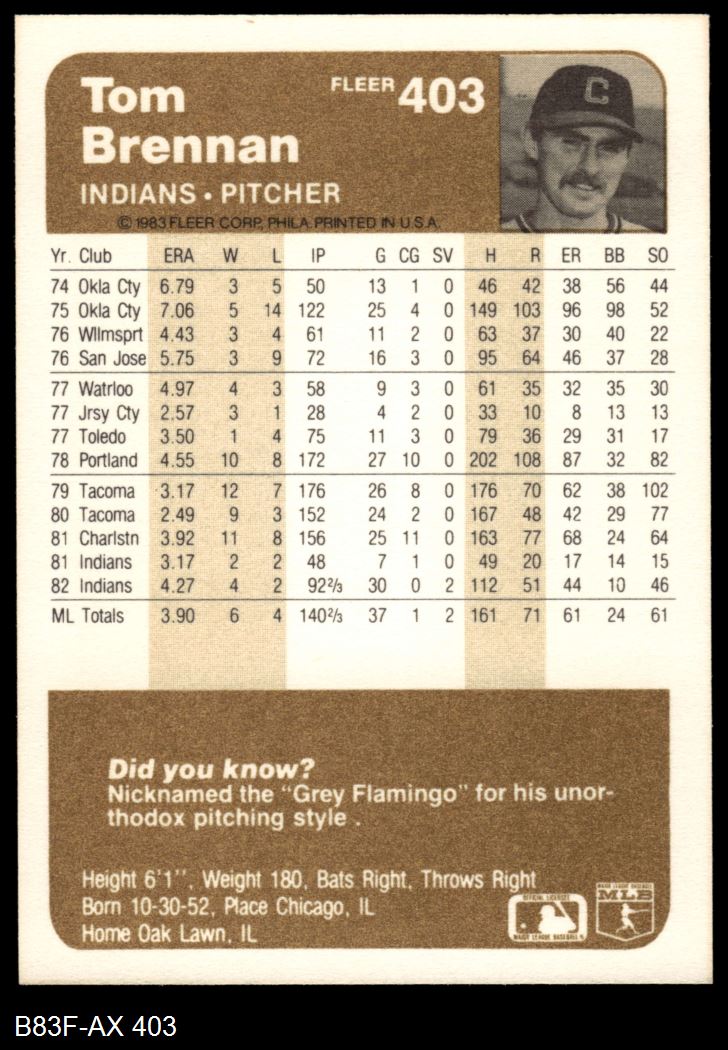 Tom
Brennan
FLEER 403
INDIANS • PITCHER
© 1983 FLEER CORP., PHILA. PRINTED IN U.S.A.
C
Yr. Club ERA W L IP G CG SV H R ER BB SO
74 Okla Cty 6.79 3 5 50 13 1 0 46 42 38 56 44
75 Okla Cty 7.06 5 14 122 25 4 0 149 103 96 98 52
76 Wllmsprt 4.43 3 4 61 11 2 0 63 37 30 40 22
76 San Jose 5.75 3 9 72 16 3 0 95 64 46 37 28
77 Watrloo 4.97 4 3 58 9 3 0 61 35 32 35 30
77 Jrsy Cty 2.57 3 1 28 4 2 0 33 10 8 13 13
77 Toledo 3.50 1 4 75 11 3 0 79 36 29 31 17
78 Portland 4.55 10 8 172 27 10 0 202 108 87 32 82
79 Tacoma 3.17 12 7 176 26 8 0 176 70 62 38 102
80 Tacoma 2.49 9 3 152 24 2 0 167 48 42 29 77
81 Charlstn 3.92 11 8 156 25 11 0 163 77 68 24 64
81 Indians 3.17 2 2 48 7 1 0 49 20 17 14 15
82 Indians 4.27 4 2 92⅔ 30 0 2 112 51 44 10 46
ML Totals 3.90 6 4 140⅔ 37 1 2 161 71 61 24 61
Did you know?
Nicknamed the "Grey Flamingo" for his unor-
thodox pitching style .
Height 6'1'', Weight 180, Bats Right, Throws Right
Born 10-30-52, Place Chicago, IL
Home Oak Lawn, IL
OFFICIAL LICENSEE
MAJOR LEAGUE BASEBALL
MLB
B83F-AX 403